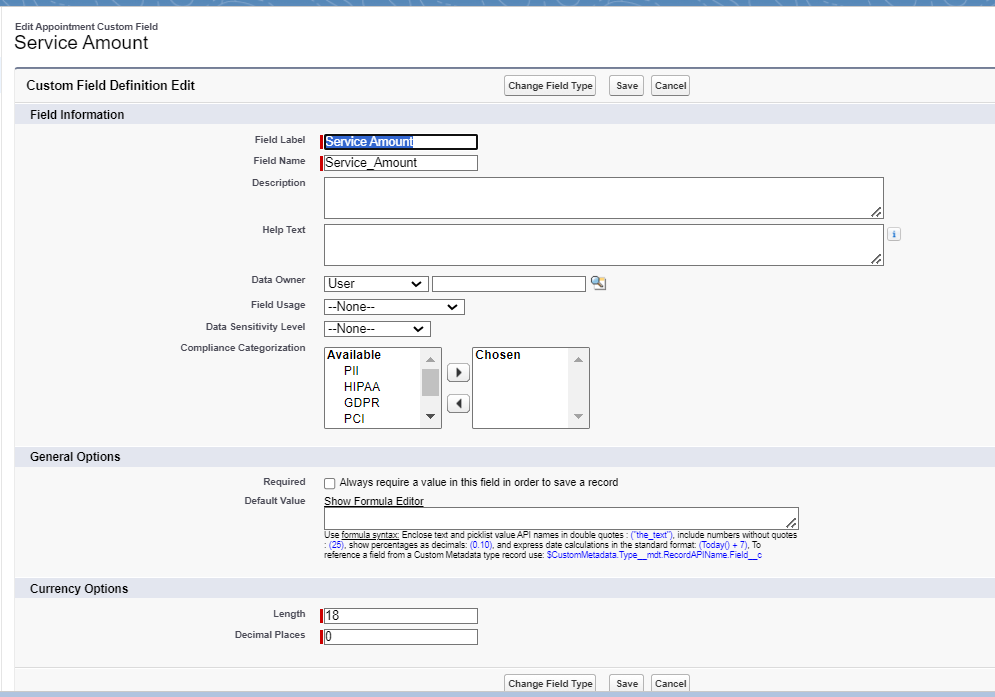 Edit Appointment Custom Field
Service Amount
Custom Field Definition Edit
Change Field Type Save Cancel
Field Information
Field Label Service Amount
Field Name Service_Amount
Description
Help Text
i
Data Owner User
Field Usage --None--
Data Sensitivity Level --None--
Compliance Categorization
Available Chosen
PII
HIPAA
GDPR
PCI
General Options
Required Always require a value in this field in order to save a record
Default Value Show Formula Editor
Use formula syntax: Enclose text and picklist value API names in double quotes : ("the_text"), include numbers without quotes
: (25), show percentages as decimals: (0.10), and express date calculations in the standard format: (Today() + 7), To
reference a field from a Custom Metadata type record use: $CustomMetadata.Type__mdt.RecordAPIName.Field__c
Currency Options
Length 18
Decimal Places 0
Change Field Type Save Cancel